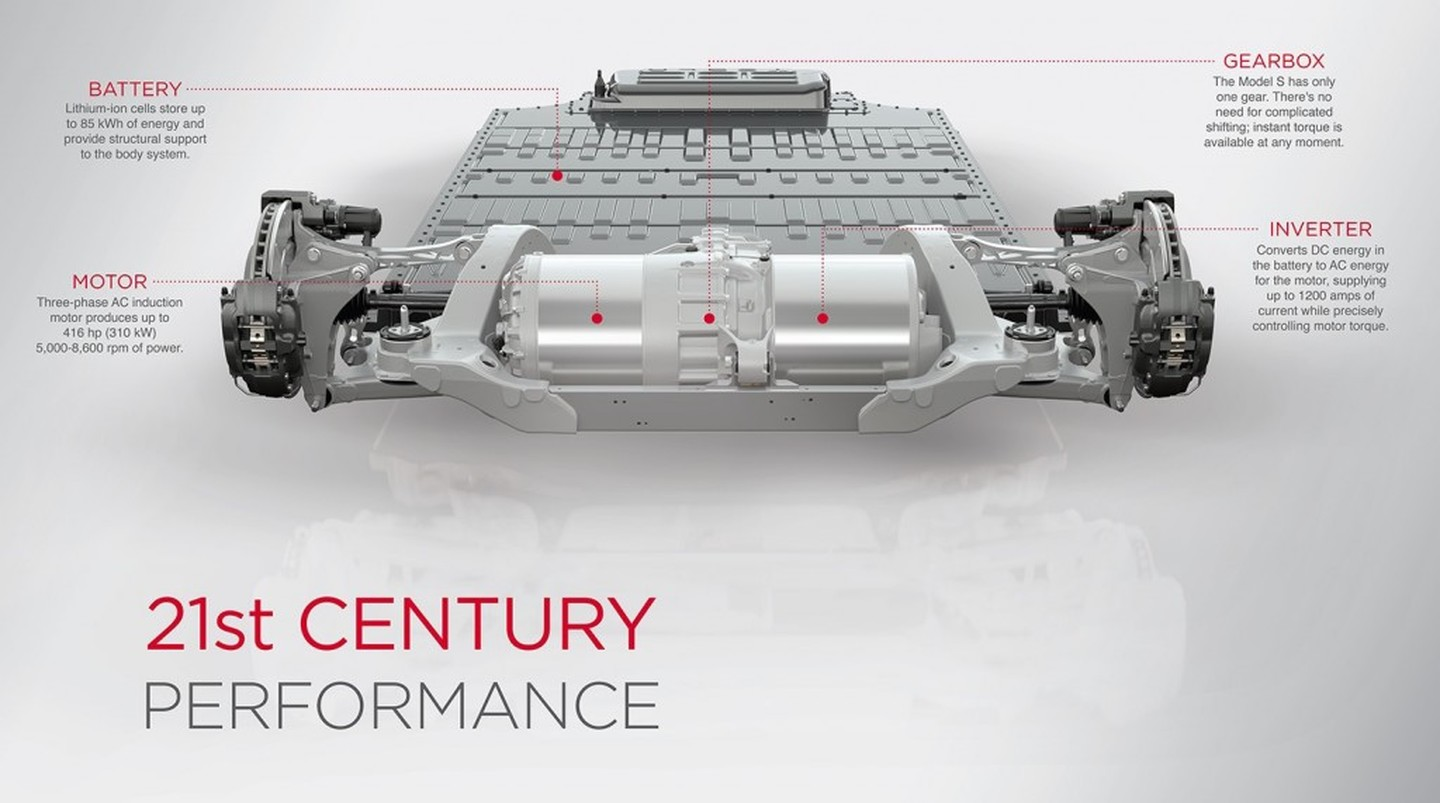 BATTERY
Lithium-ion cells store up
to 85 kWh of energy and
provide structural support
to the body system.
GEARBOX
The Model S has only
one gear. There's no
need for complicated
shifting; instant torque is
available at any moment.
MOTOR
Three-phase AC induction
motor produces up to
416 hp (310 kW)
5,000-8,600 rpm of power.
INVERTER
Converts DC energy in
the battery to AC energy
for the motor, supplying
up to 1200 amps of
current while precisely
controlling motor torque.
21st CENTURY
PERFORMANCE